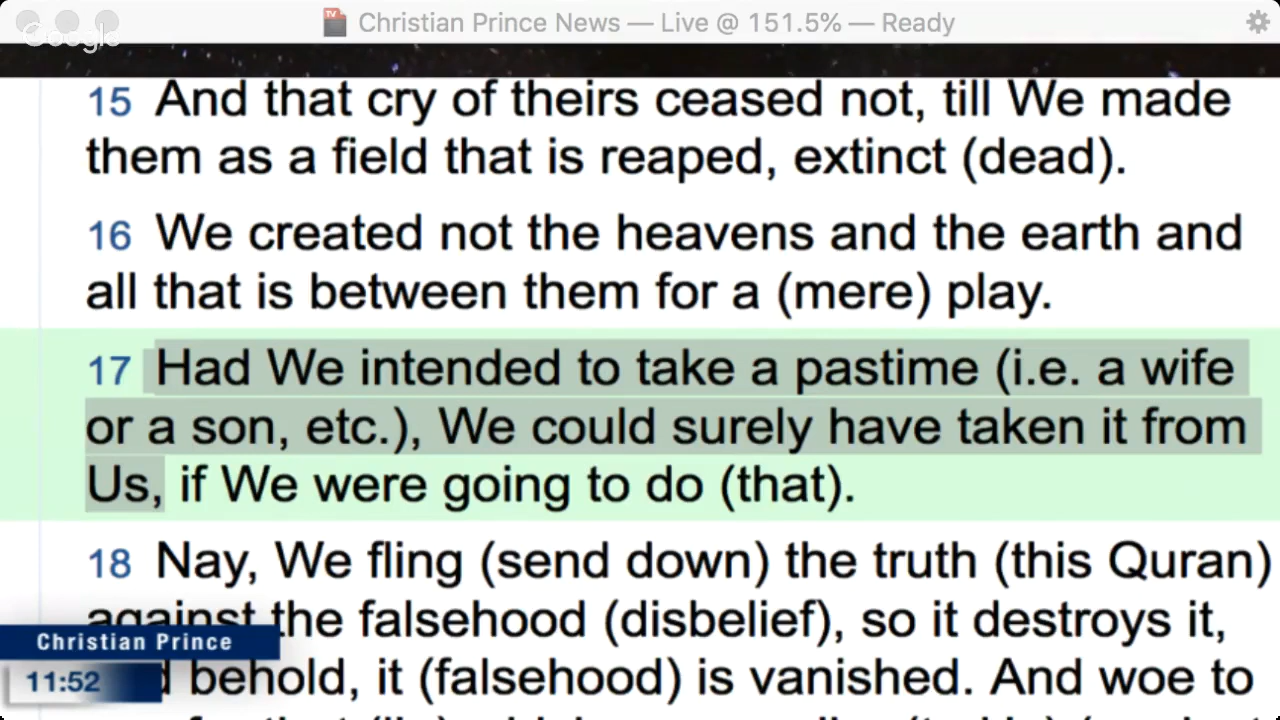 Christian Prince News — Live @ 151.5% — Ready
Google
15 And that cry of theirs ceased not, till We made
them as a field that is reaped, extinct (dead).
16 We created not the heavens and the earth and
all that is between them for a (mere) play.
17 Had We intended to take a pastime (i.e. a wife
or a son, etc.), We could surely have taken it from
Us, if We were going to do (that).
18 Nay, We fling (send down) the truth (this Quran)
against the falsehood (disbelief), so it destroys it,
behold, it (falsehood) is vanished. And woe to
Christian Prince
11:52